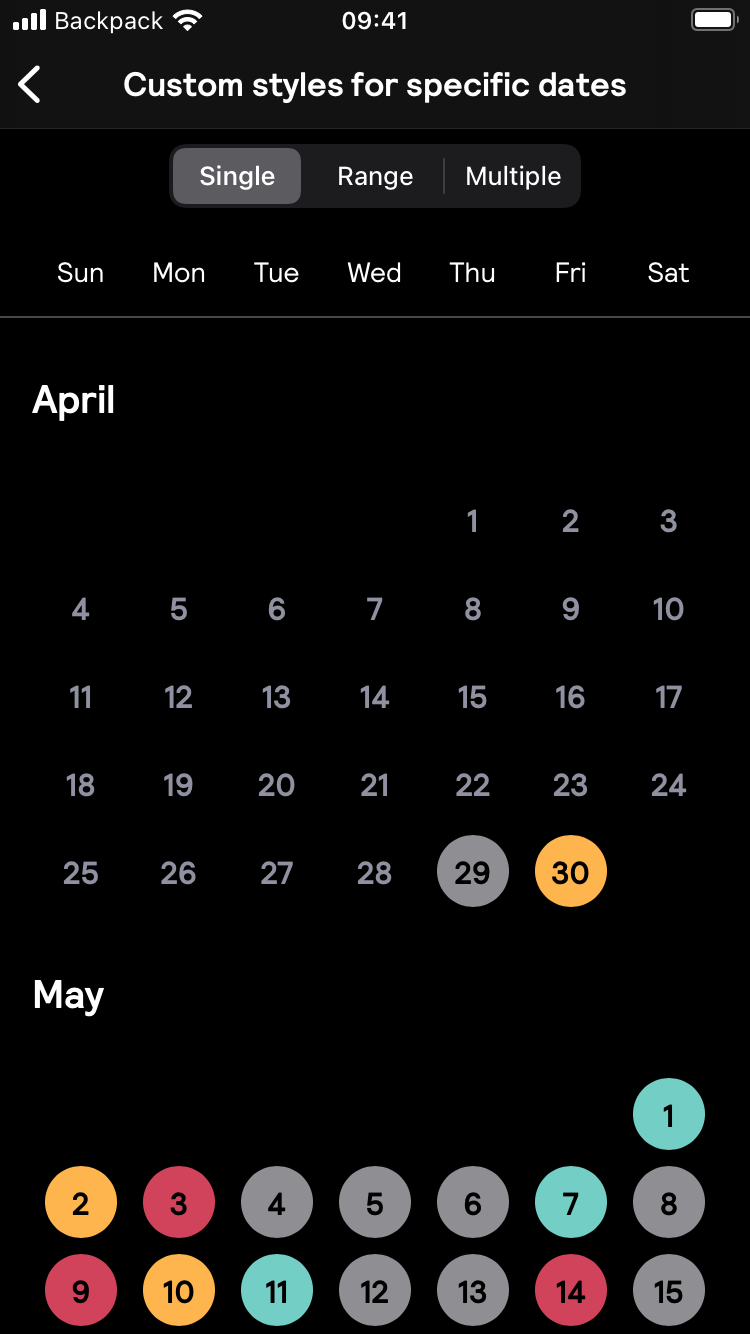 Backpack 09:41
Custom styles for specific dates
Single Range Multiple
Sun Mon Tue Wed Thu Fri Sat
April
1 2 3
4 5 6 7 8 9 10
11 12 13 14 15 16 17
18 19 20 21 22 23 24
25 26 27 28 29 30
May
1
2 3 4 5 6 7 8
9 10 11 12 13 14 15